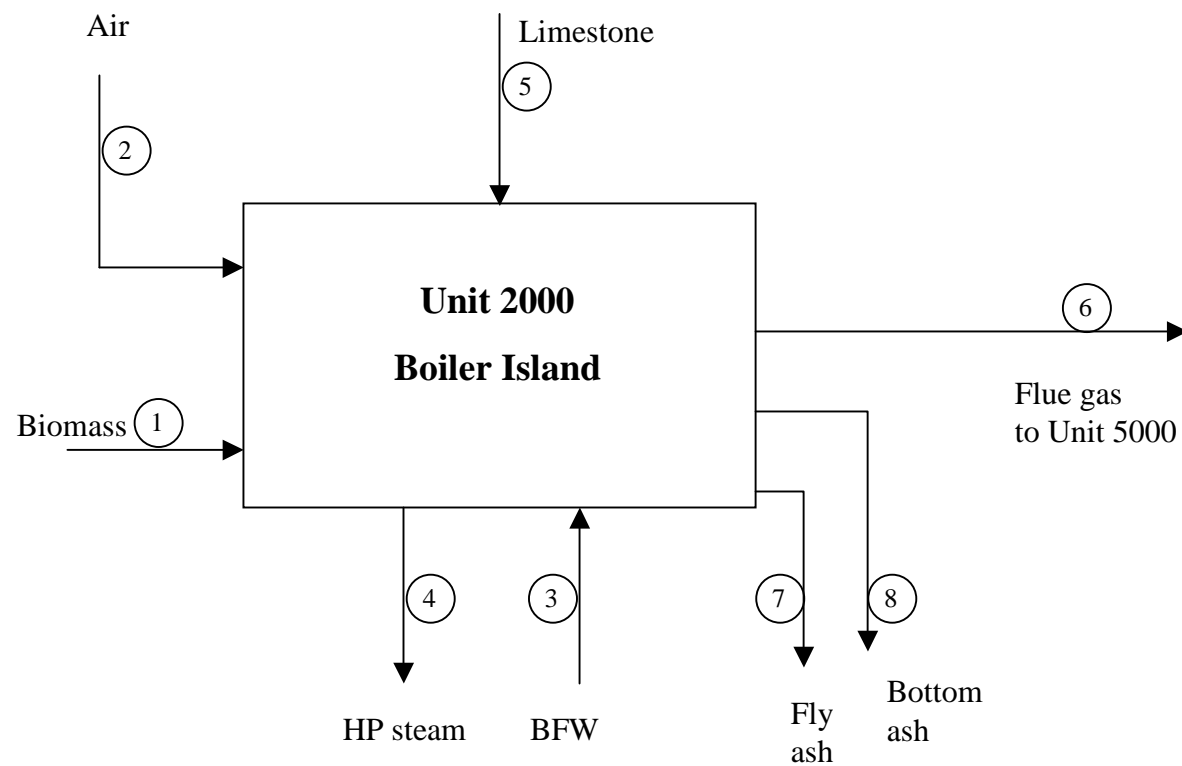 Air
Limestone
5
2
Unit 2000
Boiler Island
6
Flue gas
to Unit 5000
Biomass 1
4
3
7
8
HP steam
BFW
Fly
ash
Bottom
ash